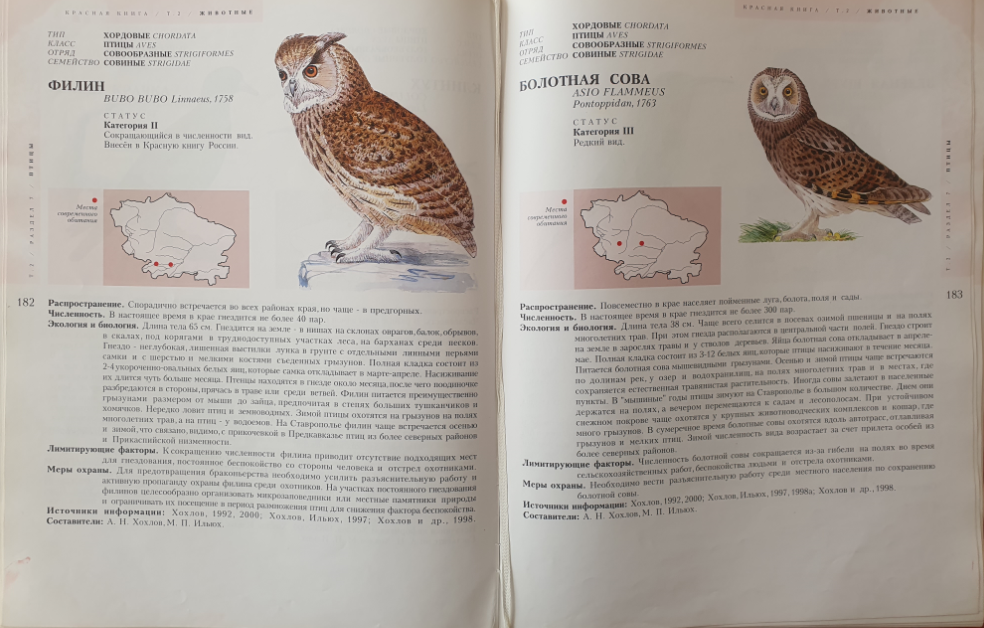 КРАСНАЯ КНИГА / Т.2 / ЖИВОТНЫЕ
ТИП ХОРДОВЫЕ CHORDATA
КЛАСС ПТИЦЫ AVES
ОТРЯД СОВООБРАЗНЫЕ STRIGIFORMES
СЕМЕЙСТВО СОВИНЫЕ STRIGIDAE
ФИЛИН
BUBO BUBO Linnaeus, 1758
СТАТУС
Категория II
Сокращающийся в численности вид.
Внесён в Красную книгу России.
Места
современного
обитания
Т.2 / РАЗДЕЛ 7 / ПТИЦЫ
182
Распространение. Спорадично встречается во всех районах края, но чаще - в предгорных.
Численность. В настоящее время в крае гнездится не более 40 пар.
Экология и биология. Длина тела 65 см. Гнездятся на земле - в нишах на склонах оврагов, балок, обрывов,
в скалах, под корягами в труднодоступных участках леса, на барханах среди песков.
Гнездо - неглубокая, лишенная выстилки лунка в грунте с отдельными линными перьями
самки и с шерстью и мелкими костями съеденных грызунов. Полная кладка состоит из
2-4 укороченно-овальных белых яиц, которые самка откладывает в марте-апреле. Насиживание
их длится чуть больше месяца. Птенцы находятся в гнезде около месяца, после чего поодиночке
разбредаются в стороны, прячась в траве или среди ветвей. Филин питается преимущественно
грызунами размером от мыши до зайца, предпочитая в степях больших тушканчиков и
хомячков. Нередко ловит птиц и земноводных. Зимой птицы охотятся на грызунов на полях
многолетних трав, а на птиц - у водоемов. На Ставрополье филин чаще встречается осенью
и зимой, что связано, видимо, с прикочевкой в Предкавказье птиц из более северных районов
и Прикаспийской низменности.
Лимитирующие факторы. К сокращению численности филина приводит отсутствие подходящих мест
для гнездования, постоянное беспокойство со стороны человека и отстрел охотниками.
Меры охраны. Для предотвращения браконьерства необходимо усилить разъяснительную работу и
активную пропаганду охраны филина среди охотников. На участках постоянного гнездования
филинов целесообразно организовать микрозаповедники или местные памятники природы
и ограничивать их посещение в период размножения птиц для снижения фактора беспокойства.
Источники информации: Хохлов, 1992, 2000; Хохлов, Ильюх, 1997; Хохлов и др., 1998.
Составители: А. Н. Хохлов, М. П. Ильюх.
КРАСНАЯ КНИГА / Т.2 / ЖИВОТНЫЕ
ТИП ХОРДОВЫЕ CHORDATA
КЛАСС ПТИЦЫ AVES
ОТРЯД СОВООБРАЗНЫЕ STRIGIFORMES
СЕМЕЙСТВО СОВИНЫЕ STRIGIDAE
БОЛОТНАЯ СОВА
ASIO FLAMMEUS
Pontoppidan, 1763
СТАТУС
Категория III
Редкий вид.
Места
современного
обитания
183
Распространение. Повсеместно в крае населяет пойменные луга, болота, поля и сады.
Численность. В настоящее время в крае гнездится не более 300 пар.
Экология и биология. Длина тела 38 см. Чаще всего селится в посевах озимой пшеницы и на полях
многолетних трав. При этом гнезда располагаются в центральной части полей. Гнездо строит
на земле в зарослях травы и у стволов деревьев. Яйца болотная сова откладывает в апреле-
мае. Полная кладка состоит из 3-12 белых яиц, которые птицы насиживают в течение месяца.
Питается болотная сова мышевидными грызунами. Осенью и зимой птицы чаще встречаются
по долинам рек, у озер и водохранилищ, на полях многолетних трав и в местах, где
сохраняется естественная травянистая растительность. Иногда совы залетают в населенные
пункты. В "мышиные" годы птицы зимуют на Ставрополье в большом количестве. Днем они
держатся на полях, а вечером перемещаются к садам и лесополосам. При устойчивом
снежном покрове чаще охотятся у крупных животноводческих комплексов и кошар, где
много грызунов. В сумеречное время болотные совы охотятся вдоль автотрасс, отлавливая
грызунов и мелких птиц. Зимой численность вида возрастает за счет прилета особей из
более северных районов.
Лимитирующие факторы. Численность болотной совы сокращается из-за гибели на полях во время
сельскохозяйственных работ, беспокойства людьми и отстрела охотниками.
Меры охраны. Необходимо вести разъяснительную работу среди местного населения по сохранению
болотной совы.
Источники информации: Хохлов, 1992, 2000; Хохлов, Ильюх, 1997, 1998а; Хохлов и др., 1998.
Составители: А. Н. Хохлов, М. П. Ильюх.